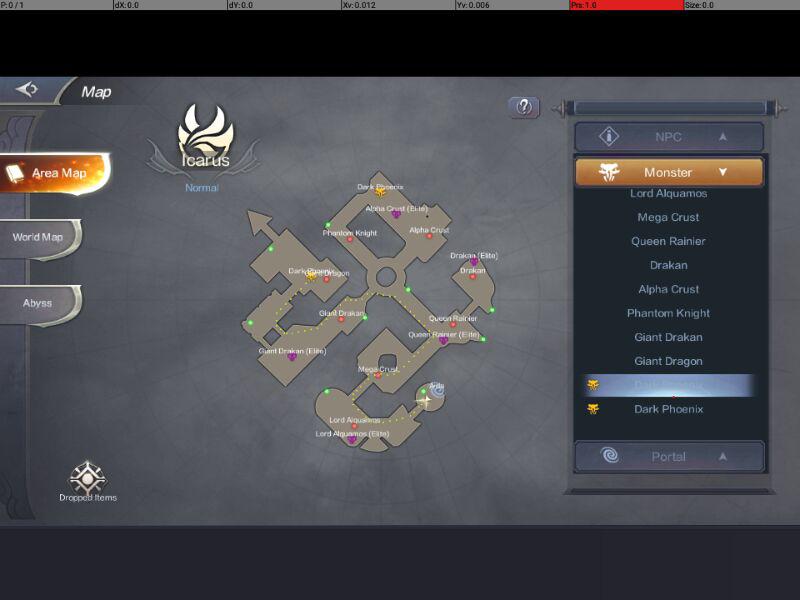 P: 0 / 1
dX: 0.0
dY: 0.0
Xv: 0.012
Yv: 0.006
Prs: 1.0
Size: 0.0
Map
Icarus
Normal
Area Map
World Map
Abyss
Dropped Items
Dark Phoenix
Alpha Crust (Elite)
Phantom Knight
Alpha Crust
Drakan (Elite)
Drakan
Giant Dragon
Giant Drakan
Queen Rainier
Queen Rainier (Elite)
Giant Drakan (Elite)
Mega Crust
Lord Alquamos
Lord Alquamos (Elite)
NPC
Monster
Lord Alquamos
Mega Crust
Queen Rainier
Drakan
Alpha Crust
Phantom Knight
Giant Drakan
Giant Dragon
Dark Phoenix
Dark Phoenix
Portal